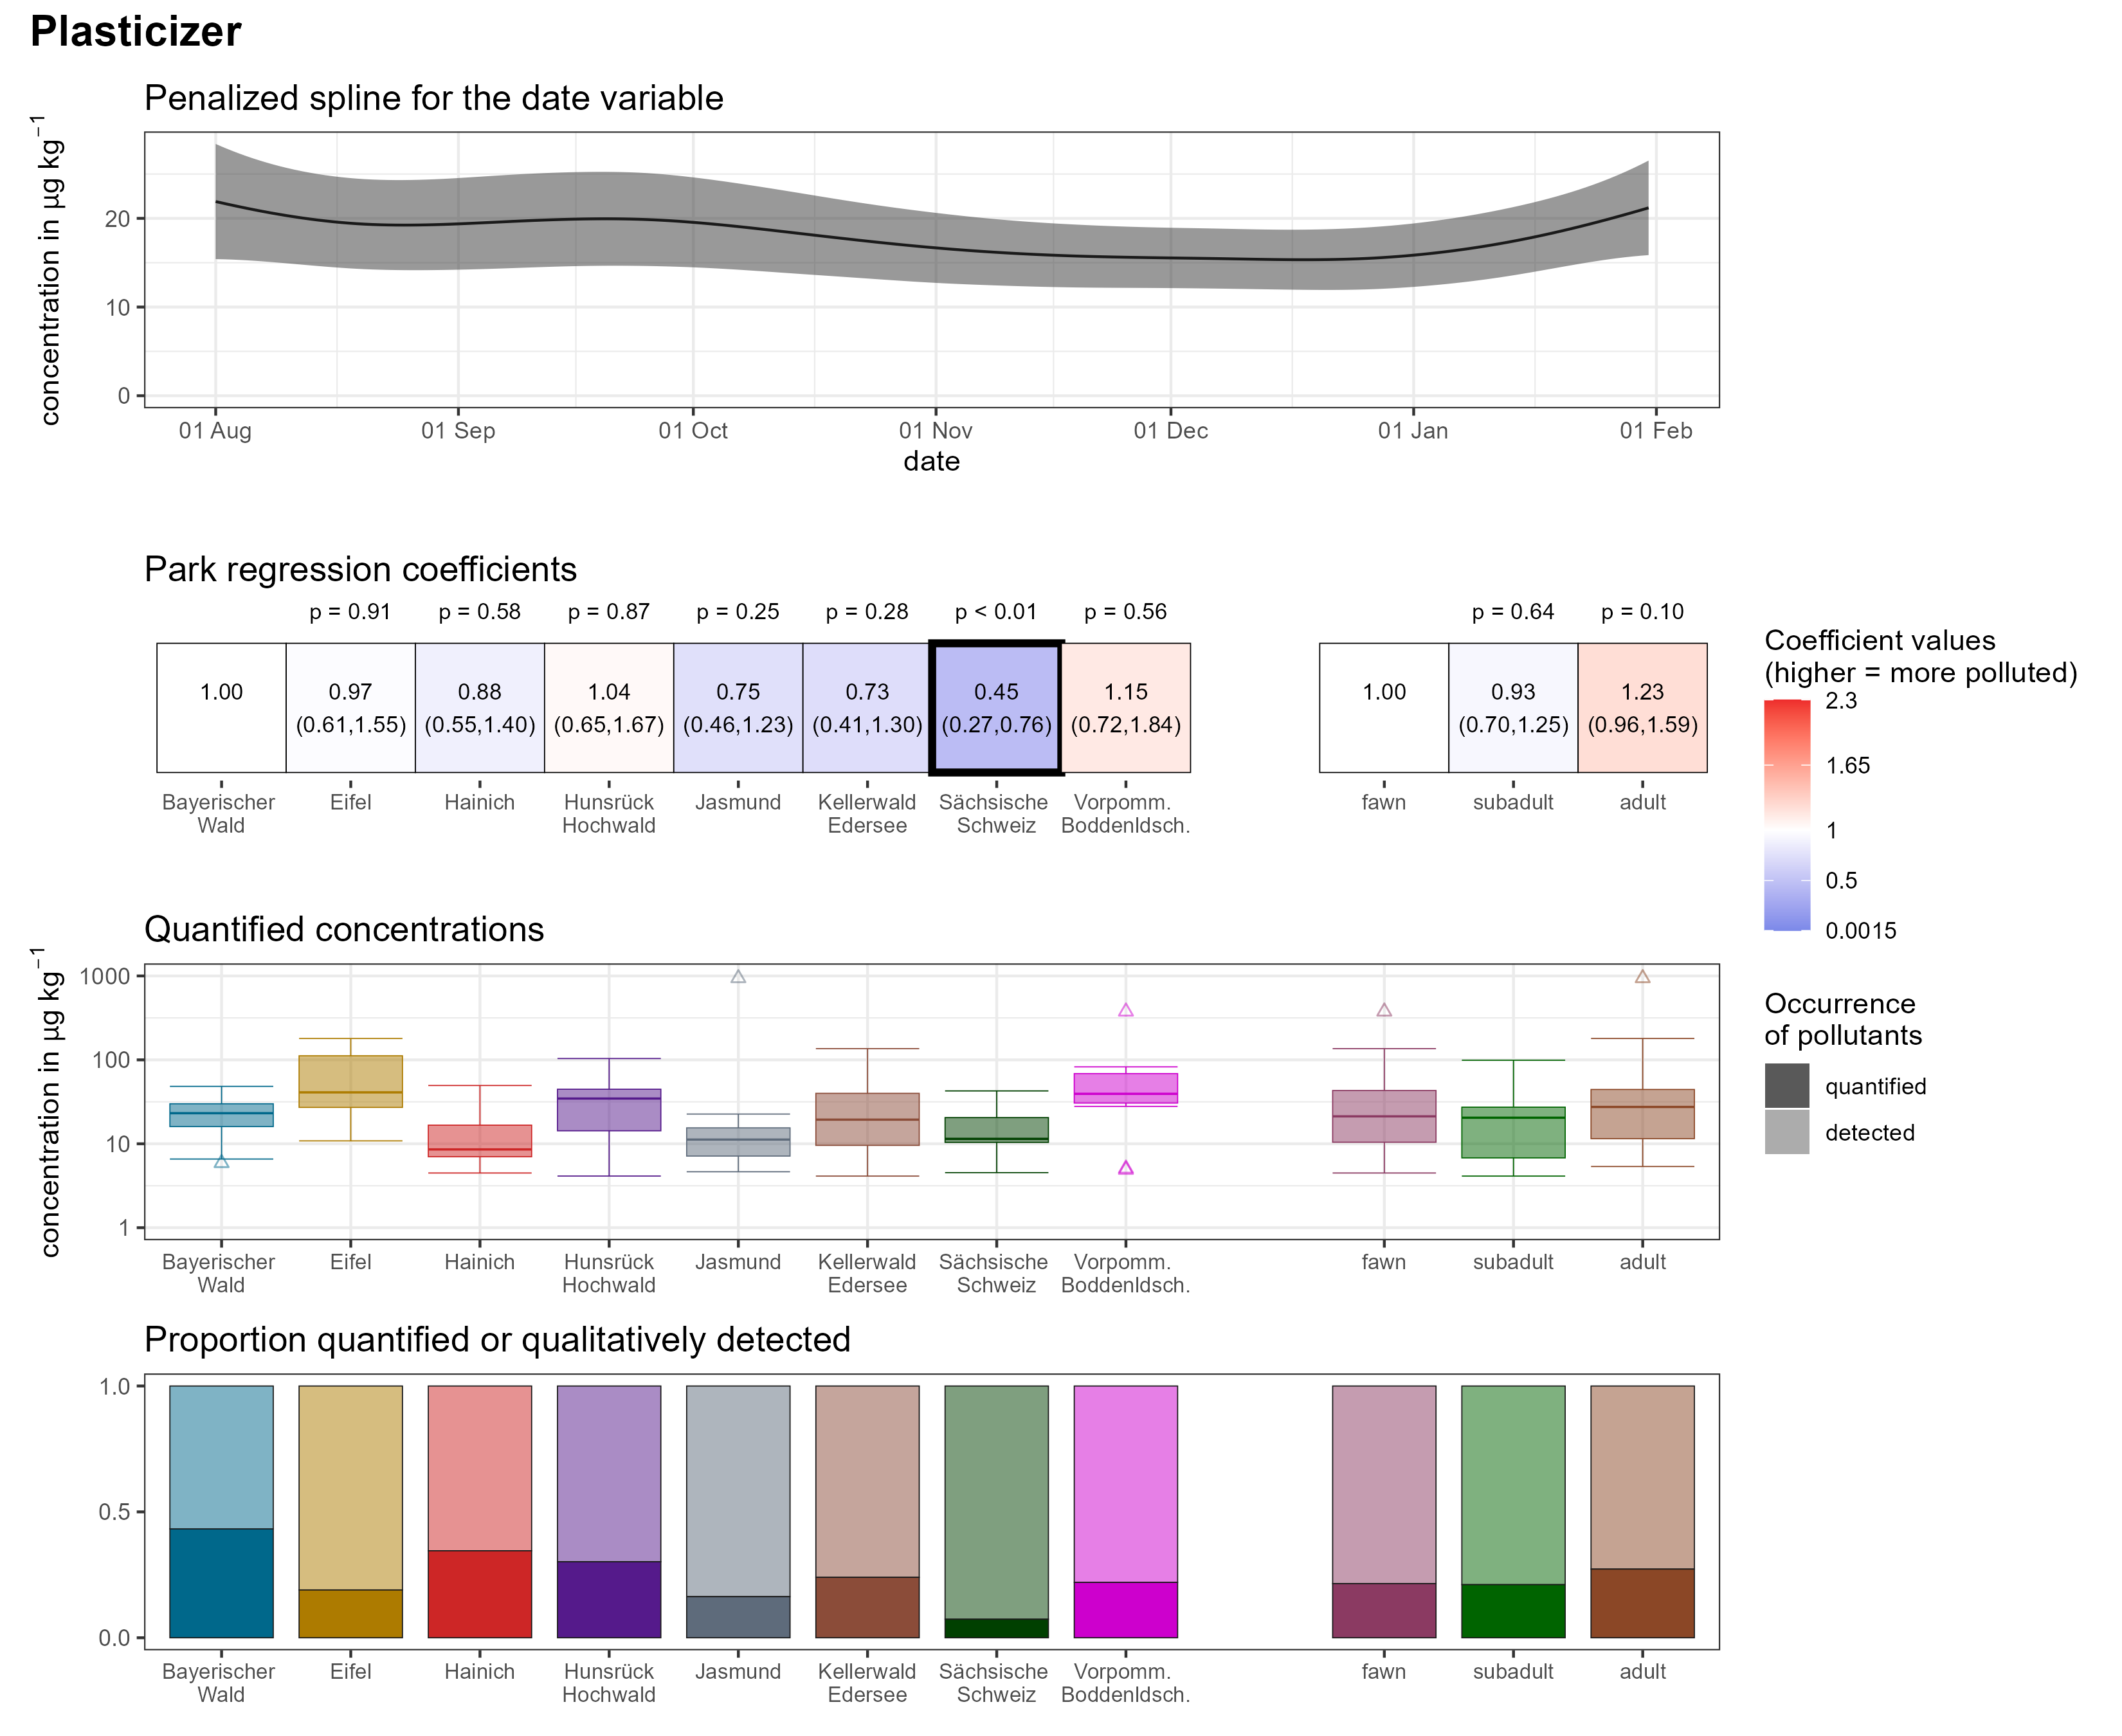 Plasticizer
Penalized spline for the date variable
concentration in µg kg⁻¹
20
10
0
01 Aug 01 Sep 01 Oct 01 Nov 01 Dec 01 Jan 01 Feb
date
Park regression coefficients
p = 0.91 p = 0.58 p = 0.87 p = 0.25 p = 0.28 p < 0.01 p = 0.56 p = 0.64 p = 0.10
1.00 0.97 0.88 1.04 0.75 0.73 0.45 1.15 1.00 0.93 1.23
(0.61,1.55) (0.55,1.40) (0.65,1.67) (0.46,1.23) (0.41,1.30) (0.27,0.76) (0.72,1.84) (0.70,1.25) (0.96,1.59)
Bayerischer Eifel Hainich Hunsrück Jasmund Kellerwald Sächsische Vorpomm. fawn subadult adult
Wald Hochwald Edersee Schweiz Boddenldsch.
Coefficient values
(higher = more polluted)
2.3
1.65
1
0.5
0.0015
Quantified concentrations
concentration in µg kg⁻¹
1000
100
10
1
Bayerischer Eifel Hainich Hunsrück Jasmund Kellerwald Sächsische Vorpomm. fawn subadult adult
Wald Hochwald Edersee Schweiz Boddenldsch.
Occurrence
of pollutants
quantified
detected
Proportion quantified or qualitatively detected
1.0
0.5
0.0
Bayerischer Eifel Hainich Hunsrück Jasmund Kellerwald Sächsische Vorpomm. fawn subadult adult
Wald Hochwald Edersee Schweiz Boddenldsch.